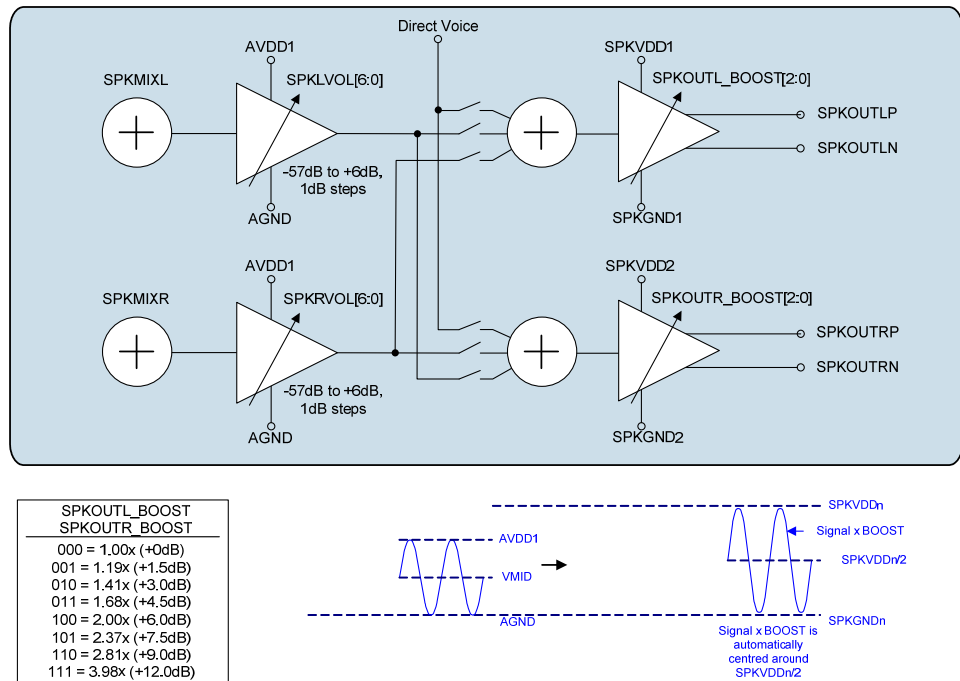 Direct Voice
AVDD1
SPKVDD1
SPKMIXL
SPKLVOL[6:0]
SPKOUTL_BOOST[2:0]
SPKOUTLP
SPKOUTLN
-57dB to +6dB,
1dB steps
AGND
SPKGND1
AVDD1
SPKVDD2
SPKMIXR
SPKRVOL[6:0]
SPKOUTR_BOOST[2:0]
SPKOUTRP
SPKOUTRN
-57dB to +6dB,
1dB steps
AGND
SPKGND2
SPKOUTL_BOOST
SPKOUTR_BOOST
000 = 1.00x (+0dB)
001 = 1.19x (+1.5dB)
010 = 1.41x (+3.0dB)
011 = 1.68x (+4.5dB)
100 = 2.00x (+6.0dB)
101 = 2.37x (+7.5dB)
110 = 2.81x (+9.0dB)
111 = 3.98x (+12.0dB)
AVDD1
VMID
AGND
SPKVDDn
Signal x BOOST
SPKVDDn/2
SPKGNDn
Signal x BOOST is
automatically
centred around
SPKVDDn/2